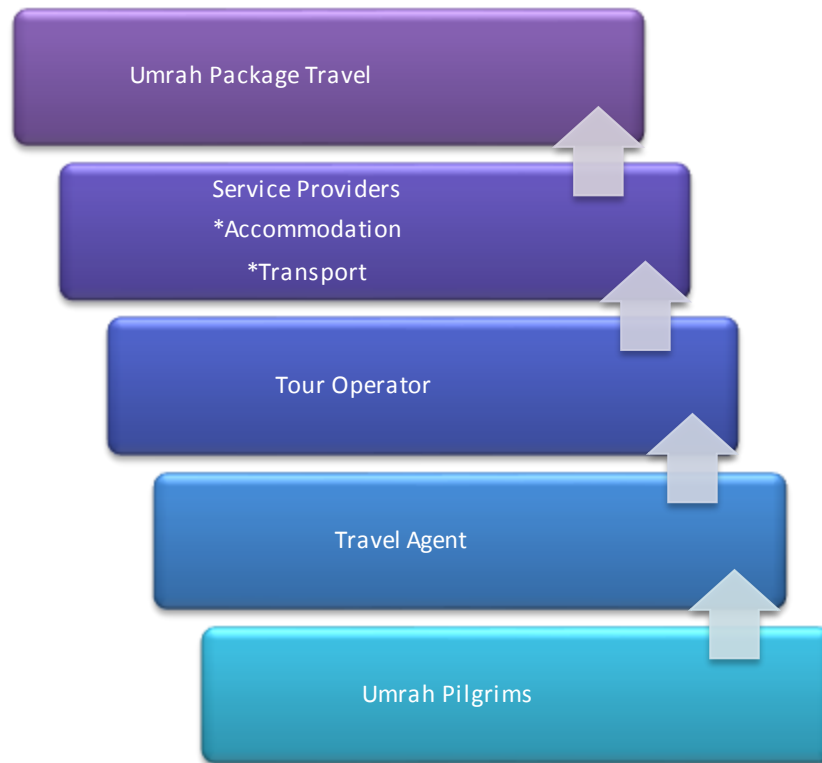 Umrah Package Travel
Service Providers
*Accommodation
*Transport
Tour Operator
Travel Agent
Umrah Pilgrims